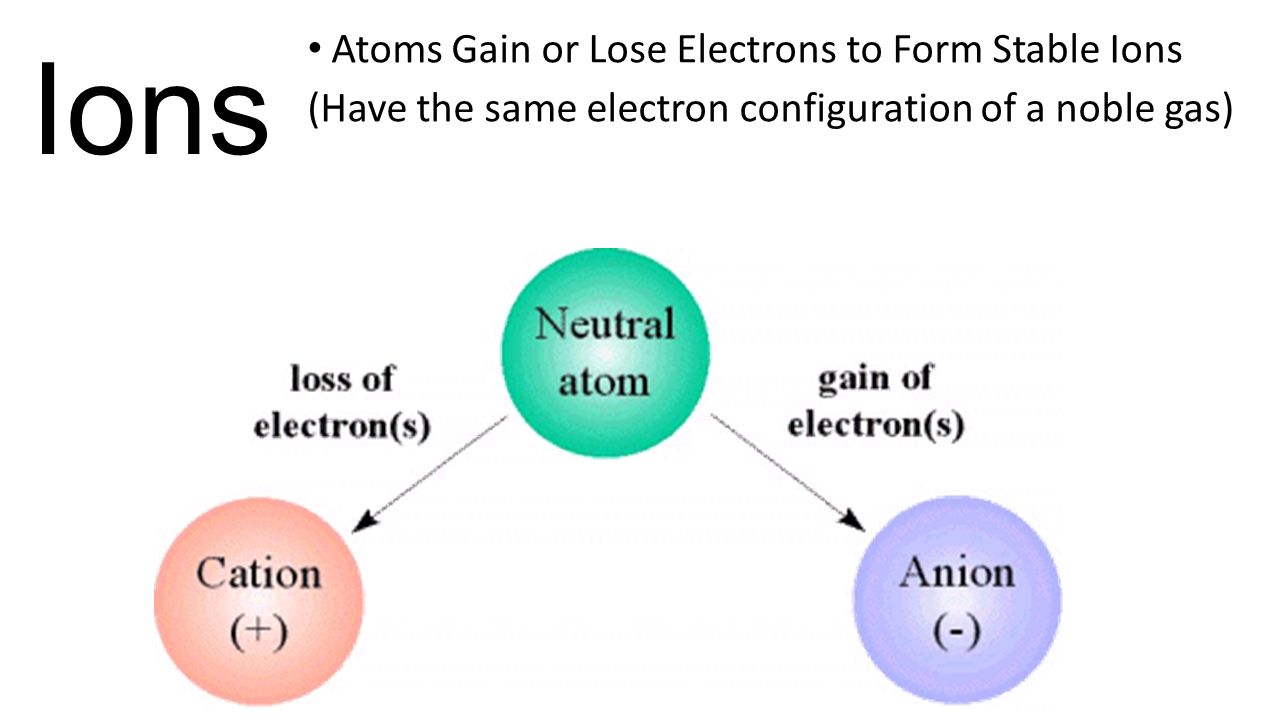 Ions
• Atoms Gain or Lose Electrons to Form Stable Ions
(Have the same electron configuration of a noble gas)
Neutral
atom
loss of
electron(s)
gain of
electron(s)
Cation
(+)
Anion
(-)